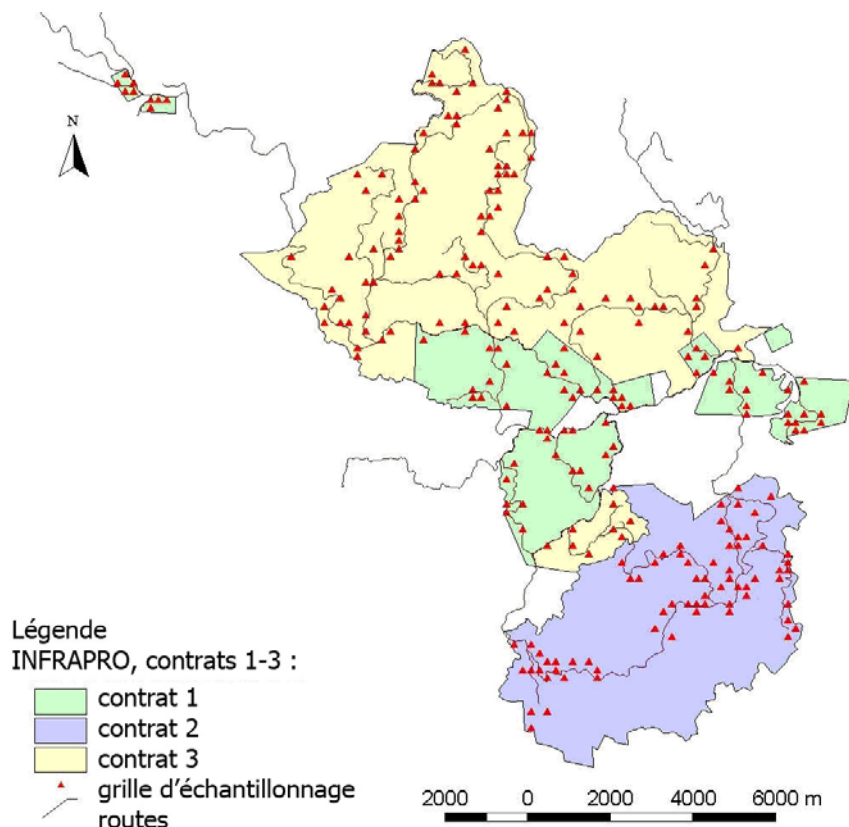 N
Légende
INFRAPRO, contrats 1-3 :
contrat 1
contrat 2
contrat 3
grille d'échantillonnage
routes
2000 0 2000 4000 6000 m